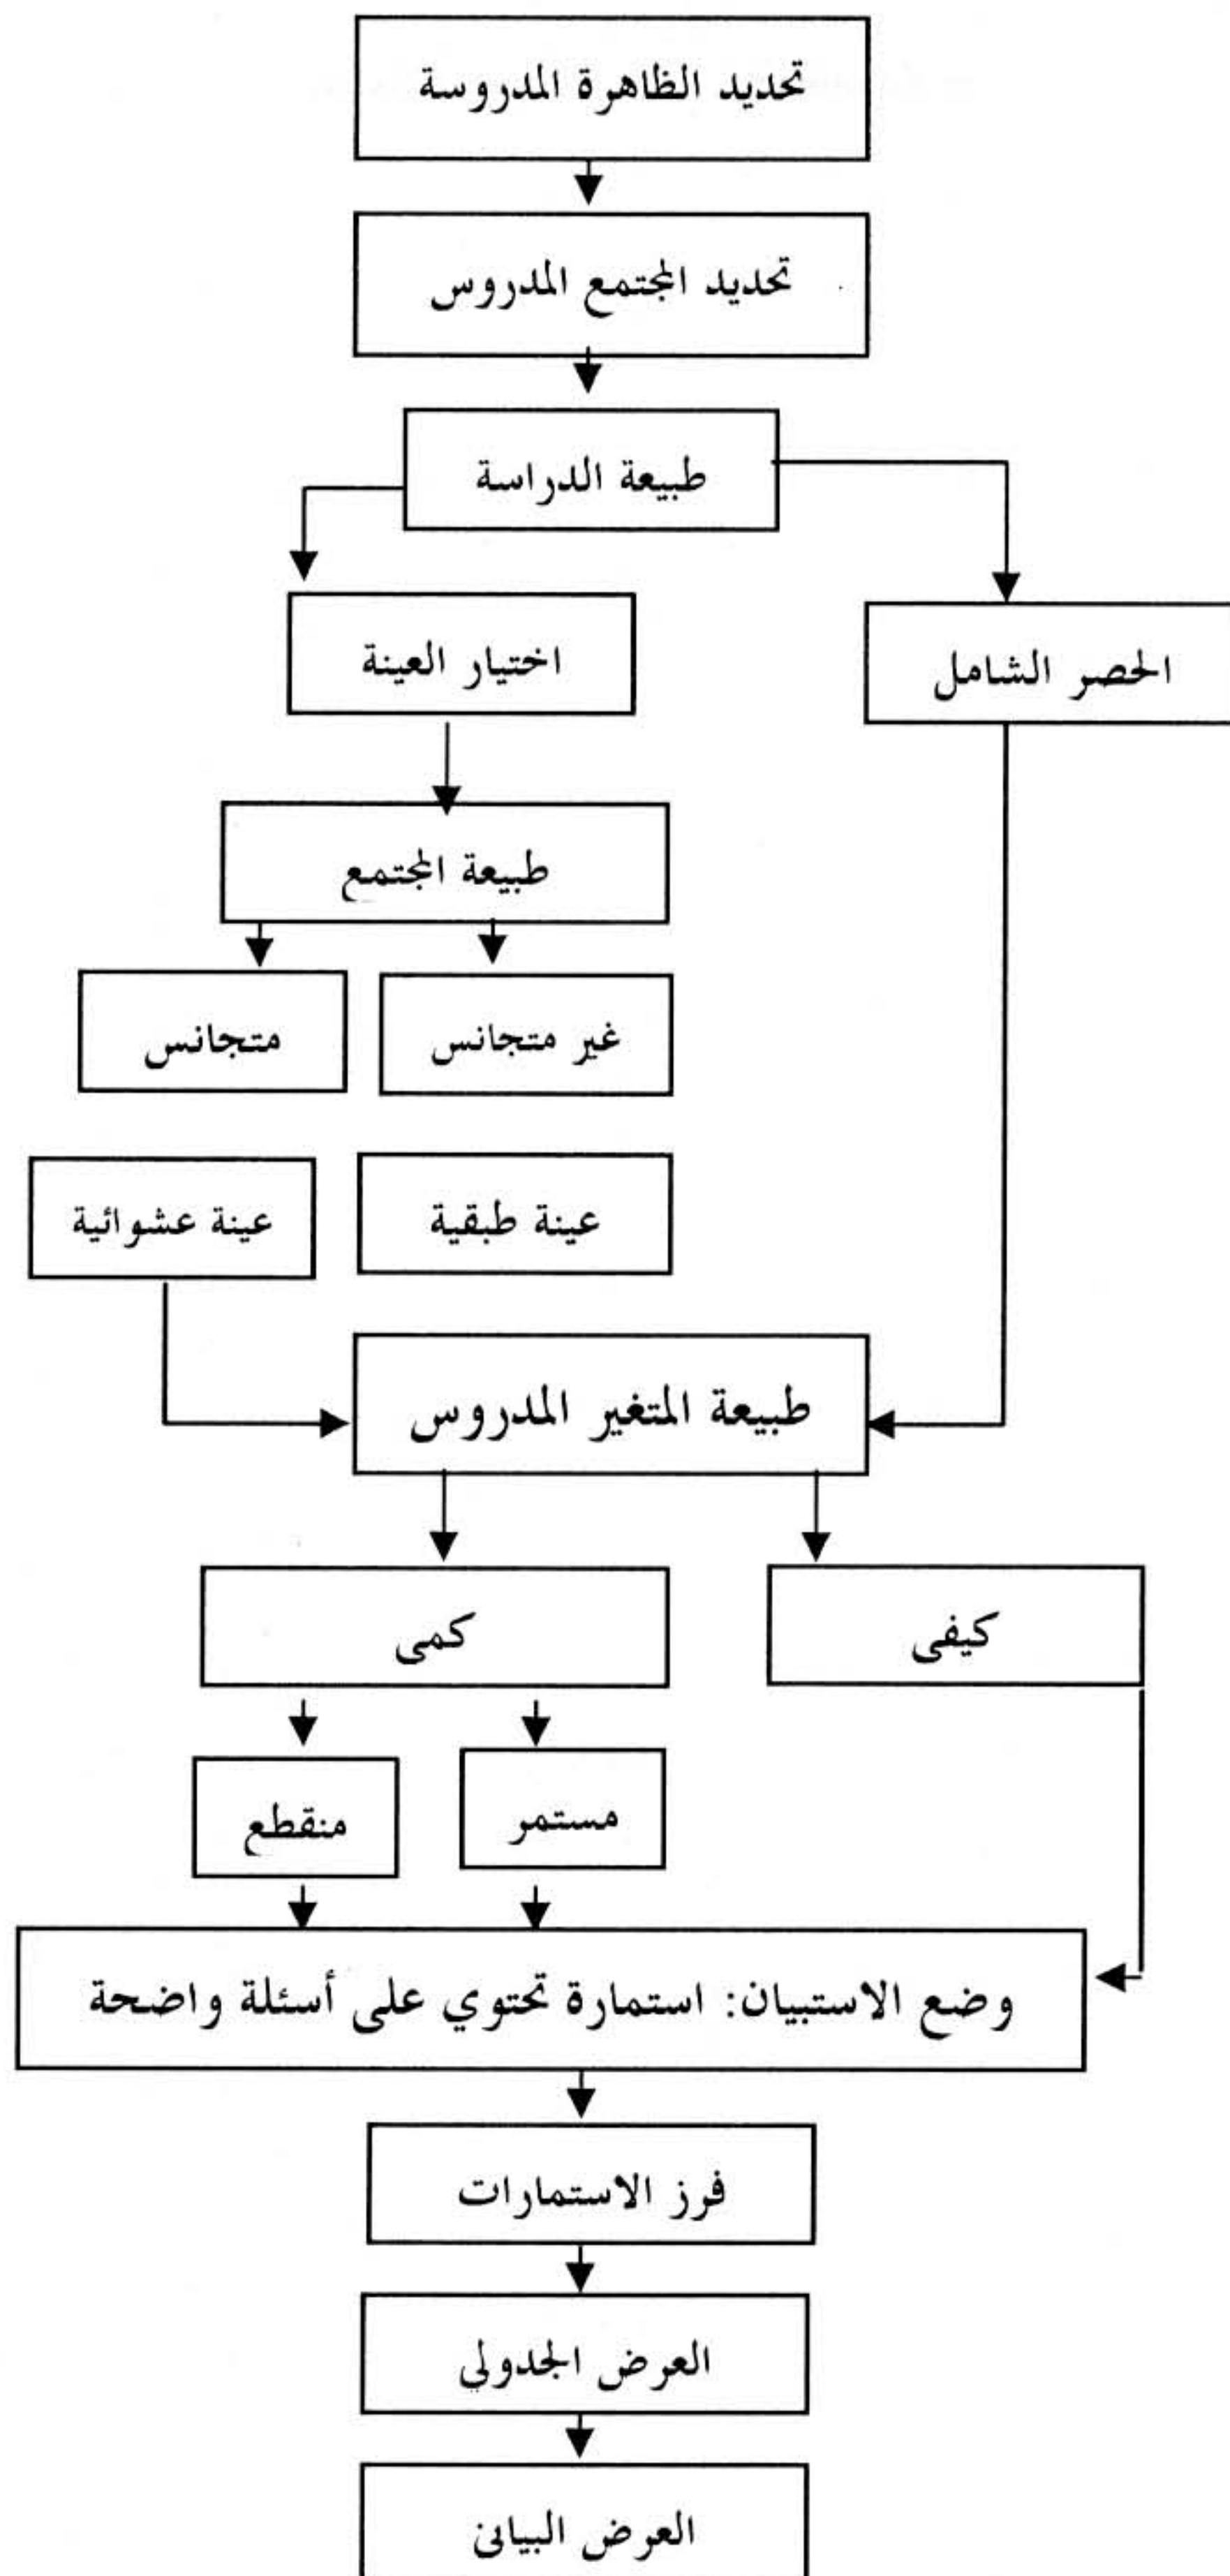 تحديد الظاهرة المدروسة
تحديد المجتمع المدروس
طبيعة الدراسة
اختيار العينة
الحصر الشامل
طبيعة المجتمع
غير متجانس
متجانس
عينة طبقية
عينة عشوائية
طبيعة المتغير المدروس
كيفى
كمى
مستمر
منقطع
وضع الاستبيان: استمارة تحتوي على أسئلة واضحة
فرز الاستمارات
العرض الجدولي
العرض البيانى